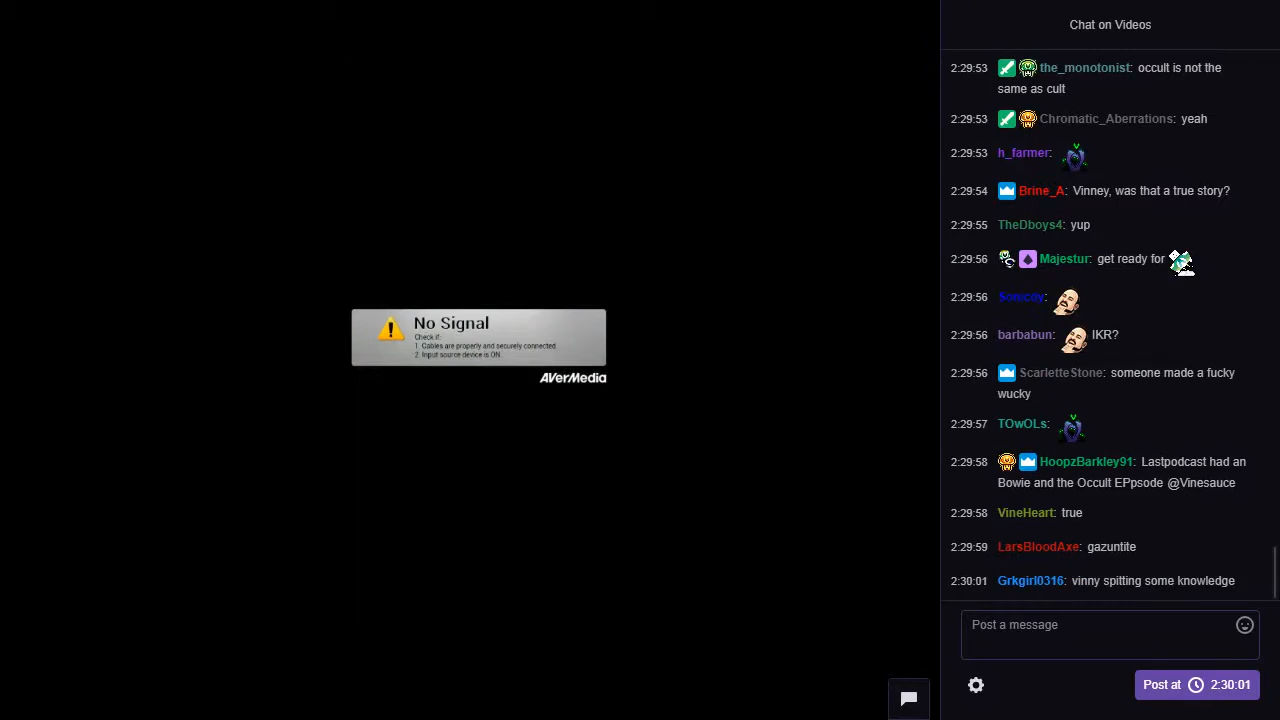 Chat on Videos
2:29:53 the_monotonist: occult is not the
same as cult
2:29:53 Chromatic_Aberrations: yeah
2:29:53 h_farmer:
2:29:54 Brine_A: Vinney, was that a true story?
2:29:55 TheDboys4: yup
2:29:56 Majestur: get ready for
2:29:56 Somcoy:
2:29:56 barbabun: IKR?
2:29:56 ScarletteStone: someone made a fucky
wucky
2:29:57 TOwOLs:
2:29:58 HoopzBarkley91: Lastpodcast had an
Bowie and the Occult EPpsode @Vinesauce
2:29:58 VineHeart: true
2:29:59 LarsBloodAxe: gazuntite
2:30:01 Grkgirl0316: vinny spitting some knowledge
Post a message
Post at 2:30:01
No Signal
Check if:
1. Cables are properly and securely connected
2. Input source device is ON
AVerMedia